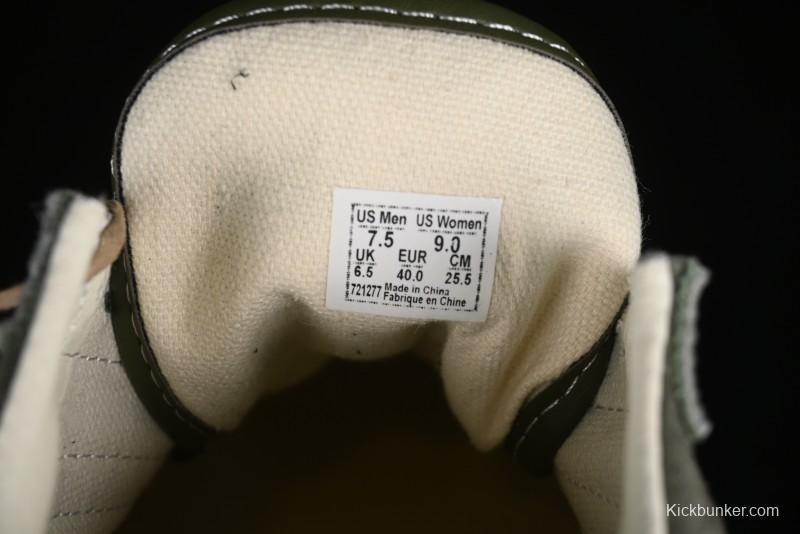 US Men US Women
7.5 9.0
UK EUR CM
6.5 40.0 25.5
721277 Made in China
Fabrique en Chine
Kickbunker.com